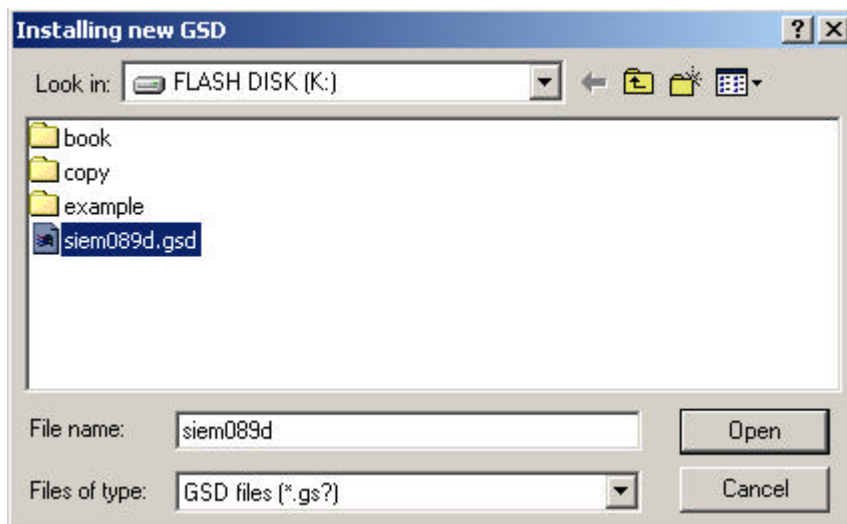 Installing new GSD
Look in: FLASH DISK (K:)
book
copy
example
siem089d.gsd
File name: siem089d Open
Files of type: GSD files (*.gs?) Cancel